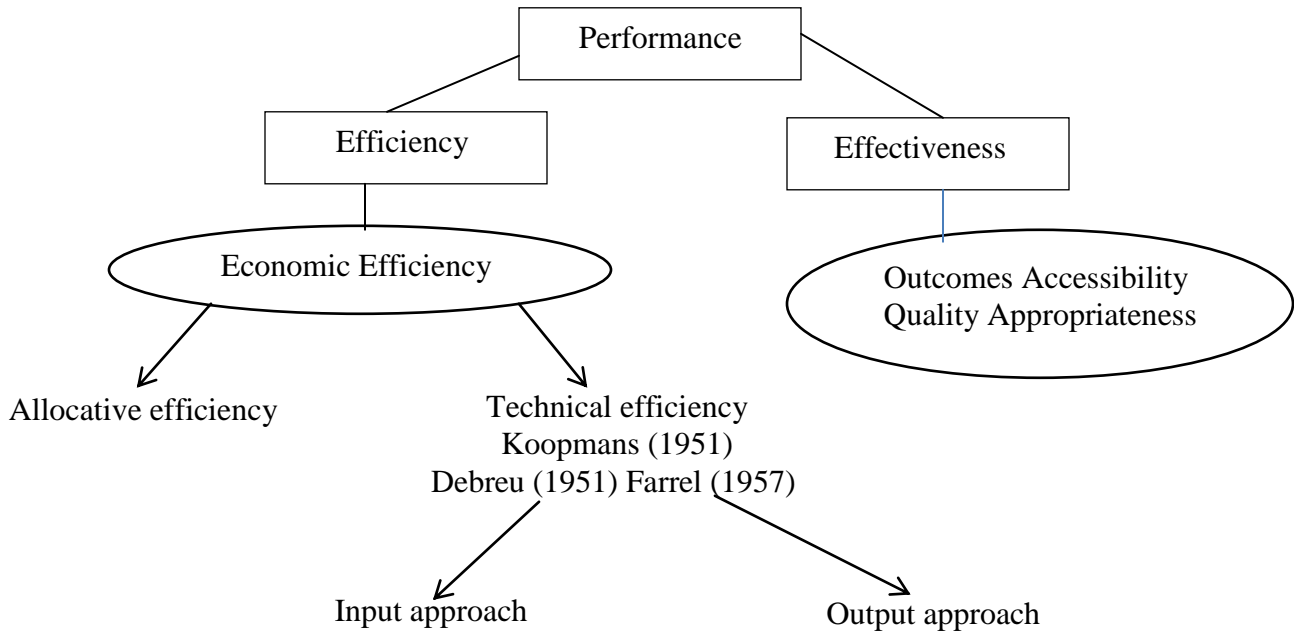 Performance
Efficiency
Effectiveness
Economic Efficiency
Outcomes Accessibility
Quality Appropriateness
Allocative efficiency
Technical efficiency
Koopmans (1951)
Debreu (1951) Farrel (1957)
Input approach
Output approach